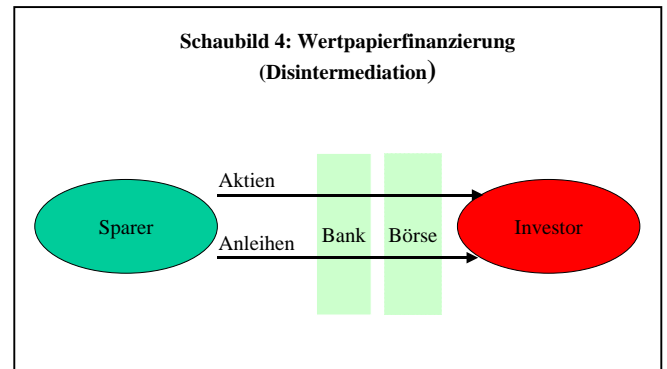 Schaubild 4: Wertpapierfinanzierung
(Disintermediation)
Aktien
Sparer
Anleihen
Bank
Börse
Investor